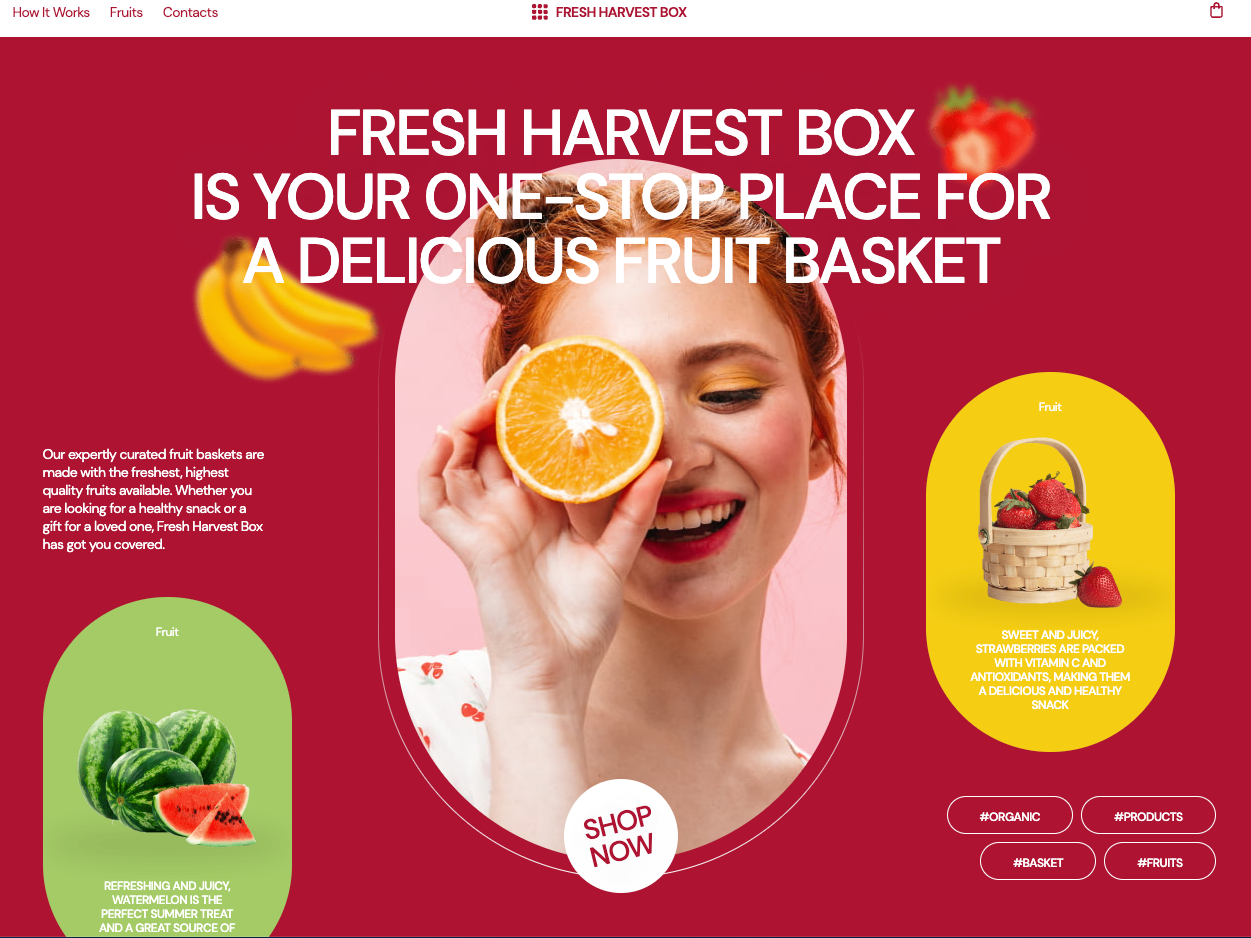 How It Works
Fruits
Contacts
FRESH HARVEST BOX
FRESH HARVEST BOX
IS YOUR ONE-STOP PLACE FOR
A DELICIOUS FRUIT BASKET
Our expertly curated fruit baskets are
made with the freshest, highest
quality fruits available. Whether you
are looking for a healthy snack or a
gift for a loved one, Fresh Harvest Box
has got you covered.
Fruit
REFRESHING AND JUICY,
WATERMELON IS THE
PERFECT SUMMER TREAT
AND A GREAT SOURCE OF
SHOP
NOW
Fruit
SWEET AND JUICY,
STRAWBERRIES ARE PACKED
WITH VITAMIN C AND
ANTIOXIDANTS, MAKING THEM
A DELICIOUS AND HEALTHY
SNACK
#ORGANIC
#PRODUCTS
#BASKET
#FRUITS